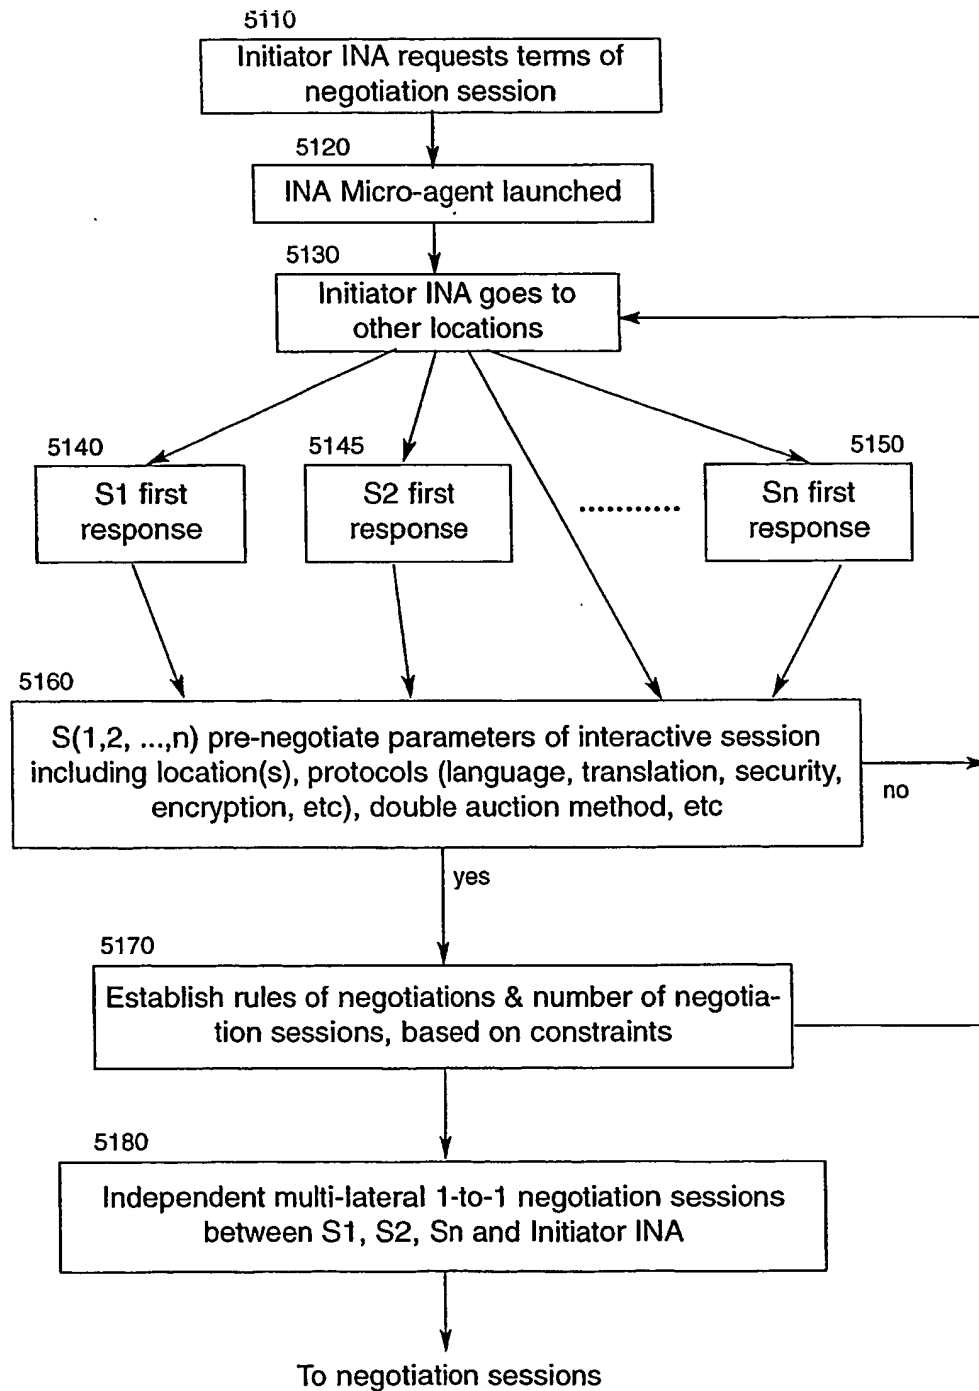 5110
Initiator INA requests terms of
negotiation session
5120
INA Micro-agent launched
5130
Initiator INA goes to
other locations
5140
S1 first
response
5145
S2 first
response
5150
Sn first
response
5160
S(1,2, ...,n) pre-negotiate parameters of interactive session
including location(s), protocols (language, translation, security,
encryption, etc), double auction method, etc
no
yes
5170
Establish rules of negotiations & number of negotia-
tion sessions, based on constraints
5180
Independent multi-lateral 1-to-1 negotiation sessions
between S1, S2, Sn and Initiator INA
To negotiation sessions